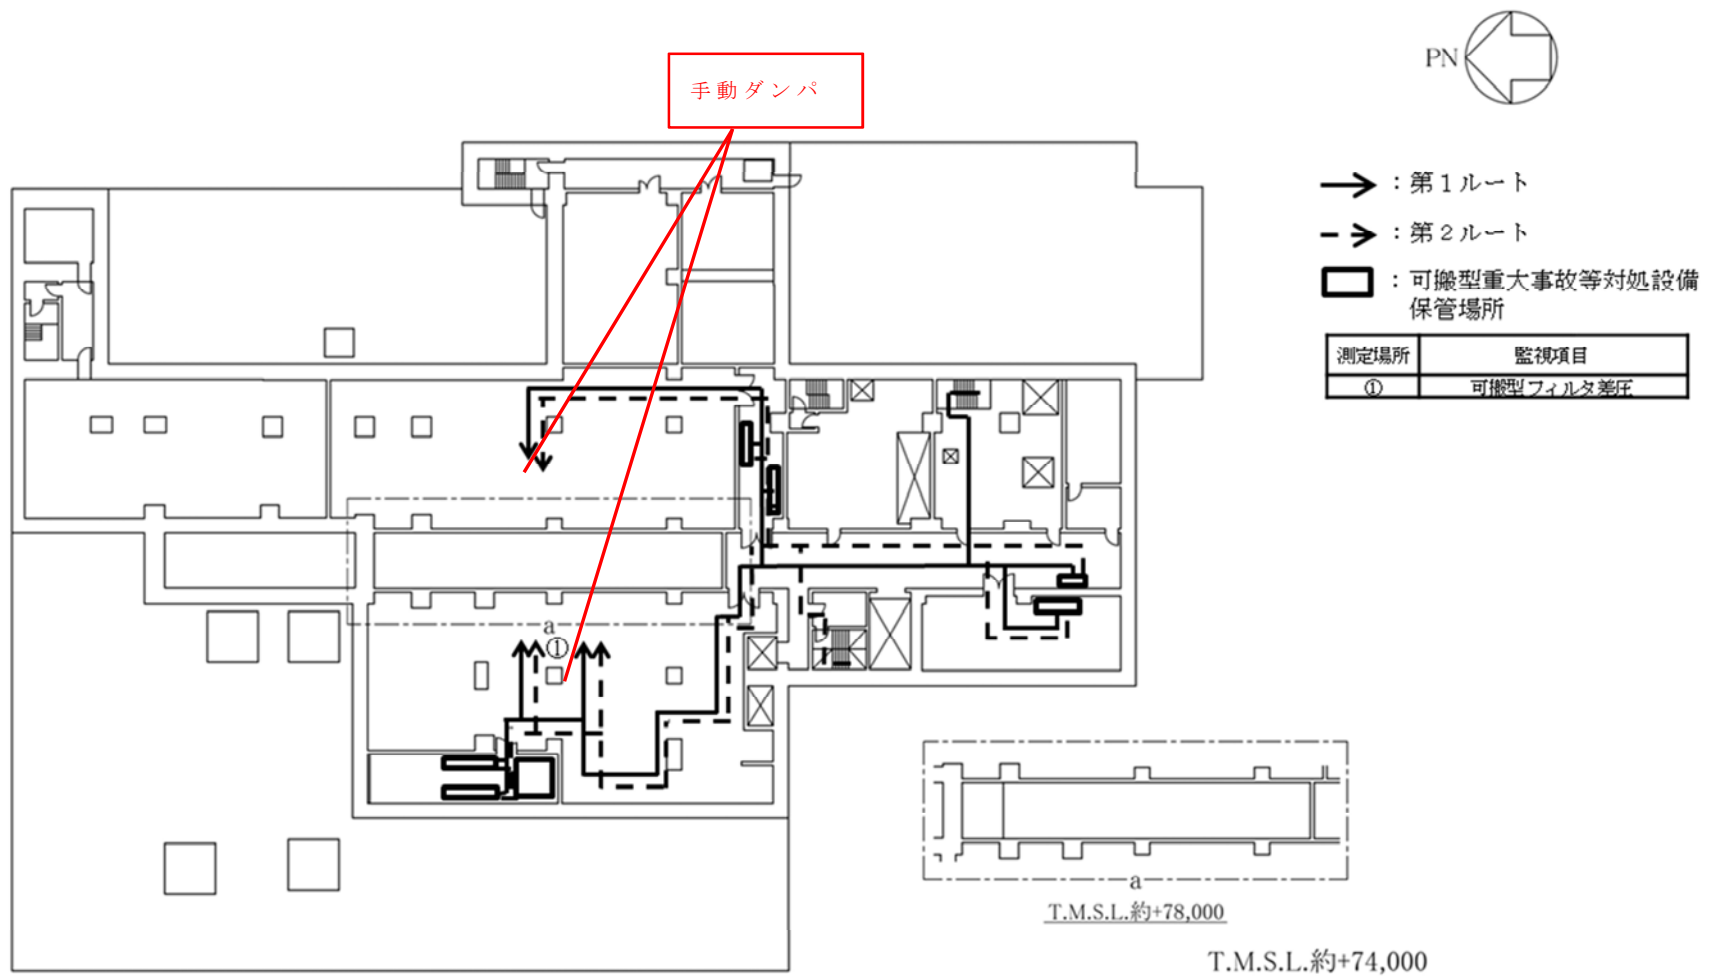 手動ダンパ
PN
：第１ルート
：第２ルート
：可搬型重大事故等対処設備
保管場所
測定場所 監視項目
① 可搬型フィルタ差圧
a
①
a
T.M.S.L.約+78,000
T.M.S.L.約+74,000